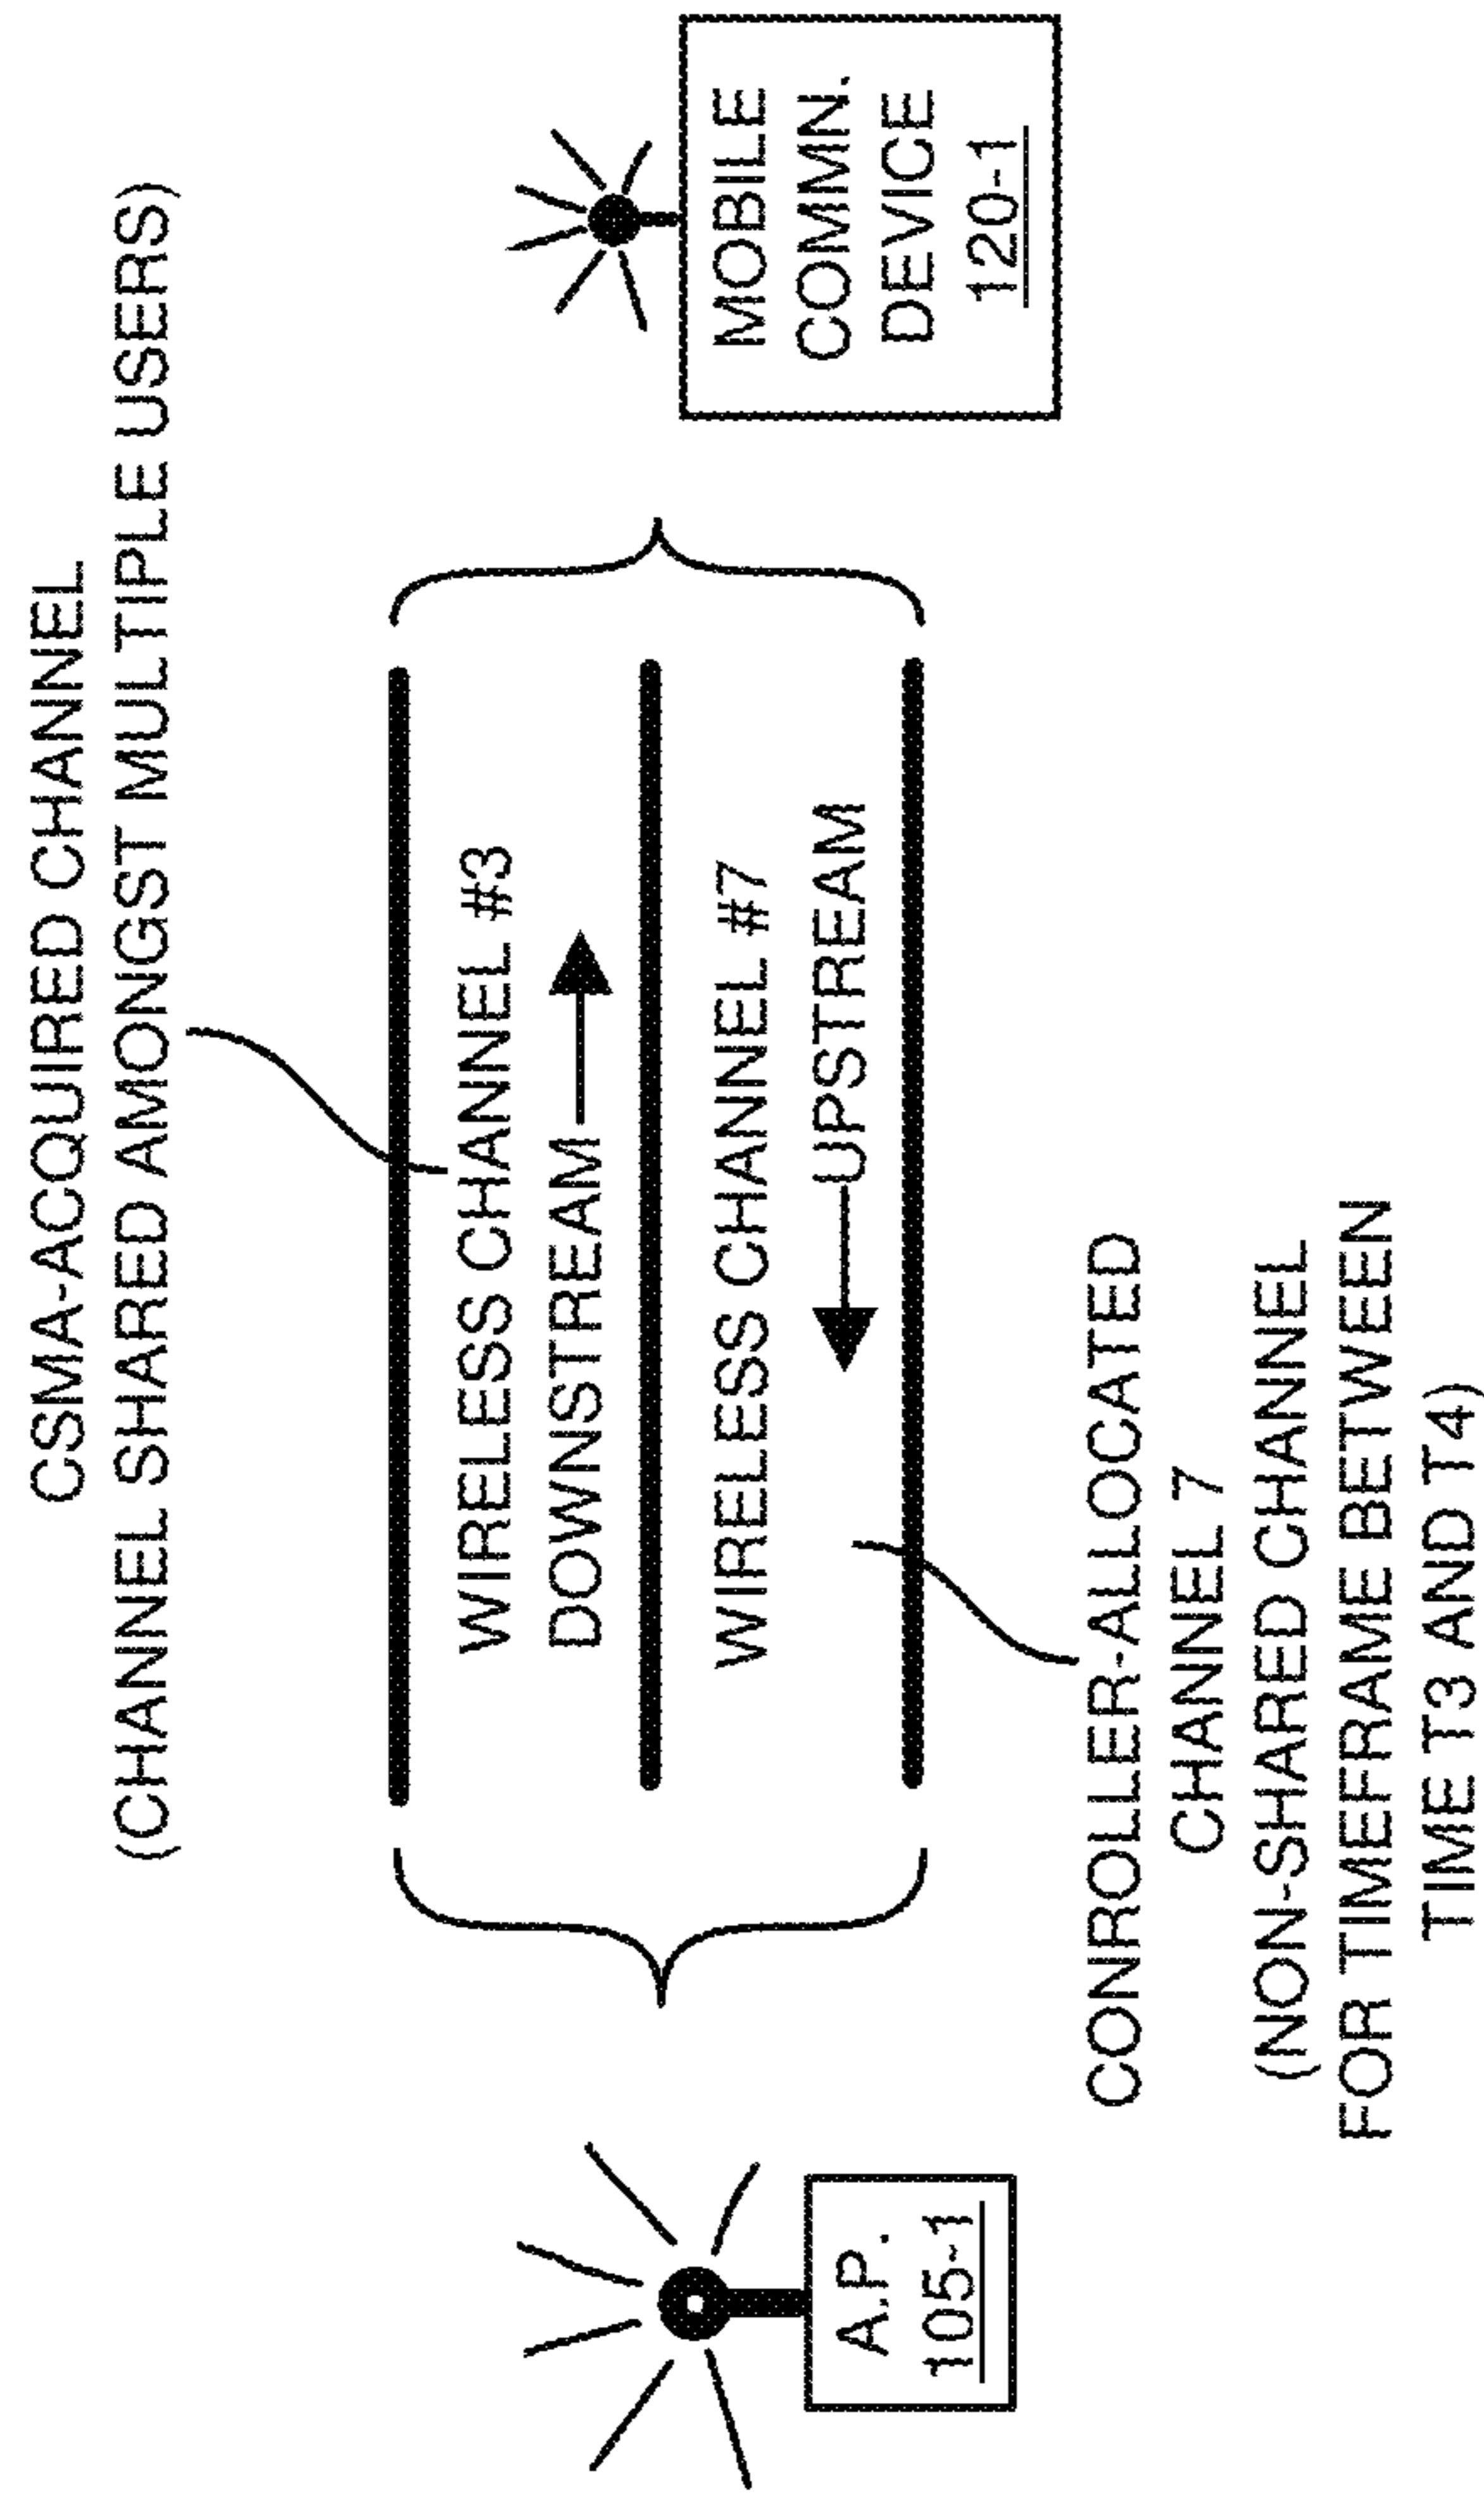 CSMA-ACQUIRED CHANNEL
(CHANNEL SHARED AMONGST MULTIPLE USERS)
WIRELESS CHANNEL #3
DOWNSTREAM
WIRELESS CHANNEL #7
UPSTREAM
A.P.
105-1
MOBILE
COMMN.
DEVICE
120-1
CONROLLER-ALLOCATED
CHANNEL 7
(NON-SHARED CHANNEL
FOR TIMEFRAME BETWEEN
TIME T3 AND T4)